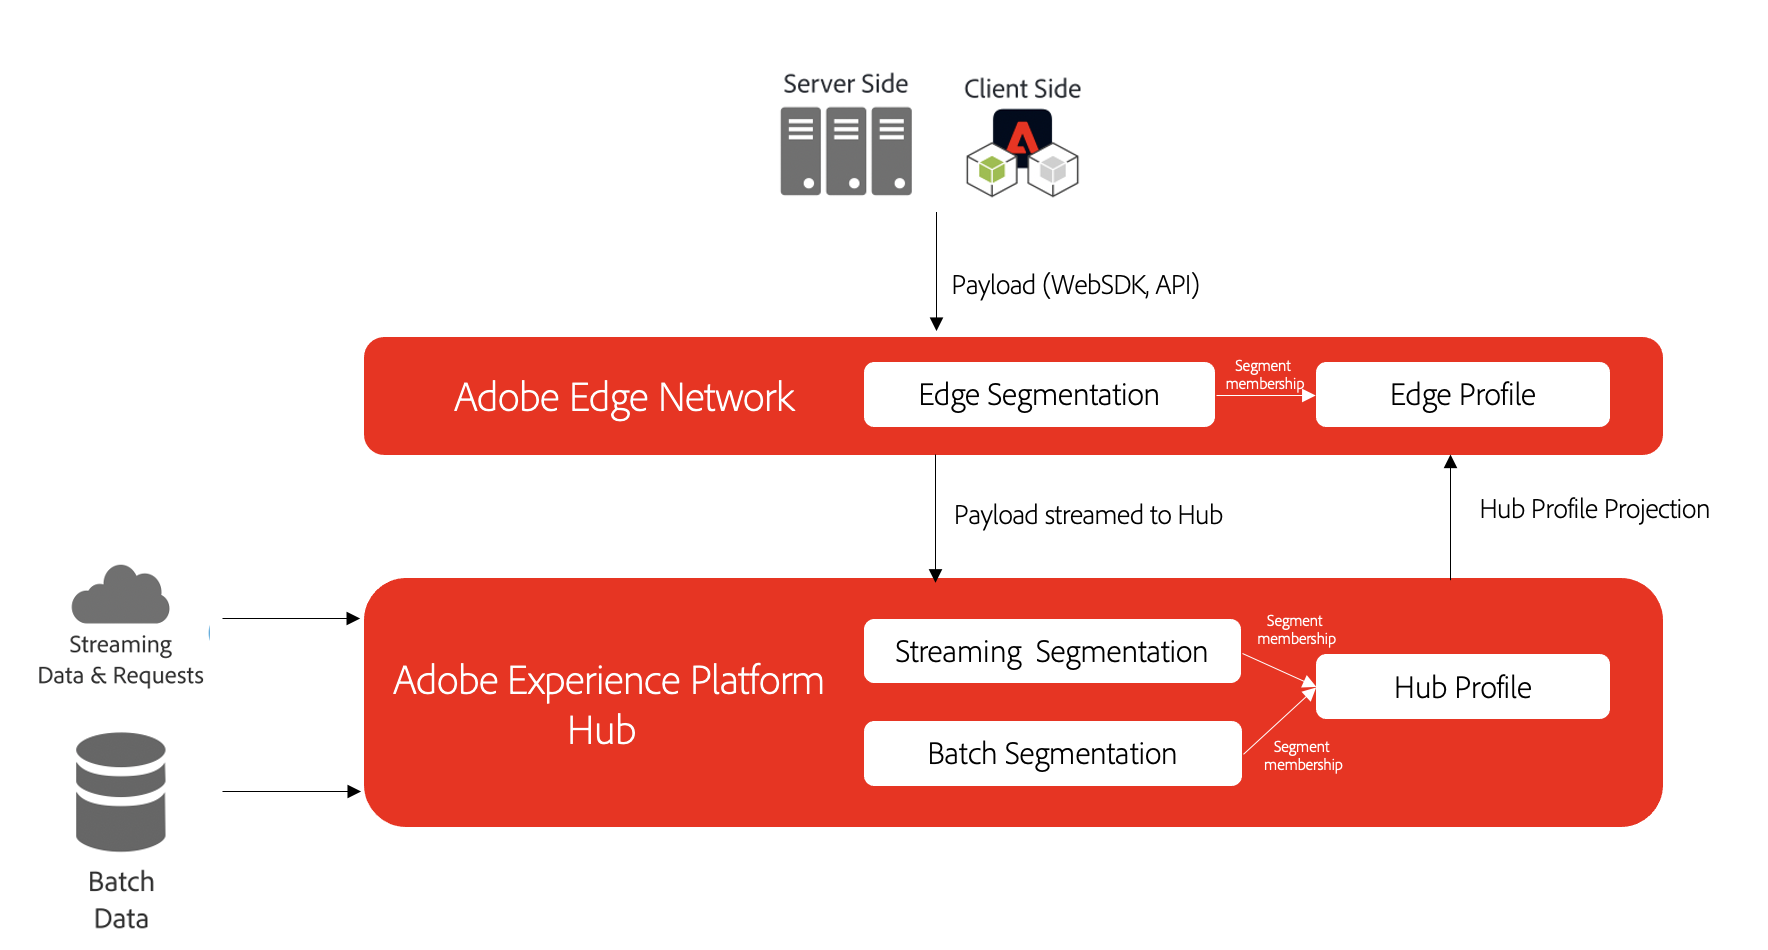 Server Side
Client Side
Payload (WebSDK, API)
Adobe Edge Network
Edge Segmentation
Segment
membership
Edge Profile
Payload streamed to Hub
Hub Profile Projection
Streaming
Data & Requests
Adobe Experience Platform
Hub
Streaming Segmentation
Segment
membership
Hub Profile
Batch Segmentation
Segment
membership
Batch
Data